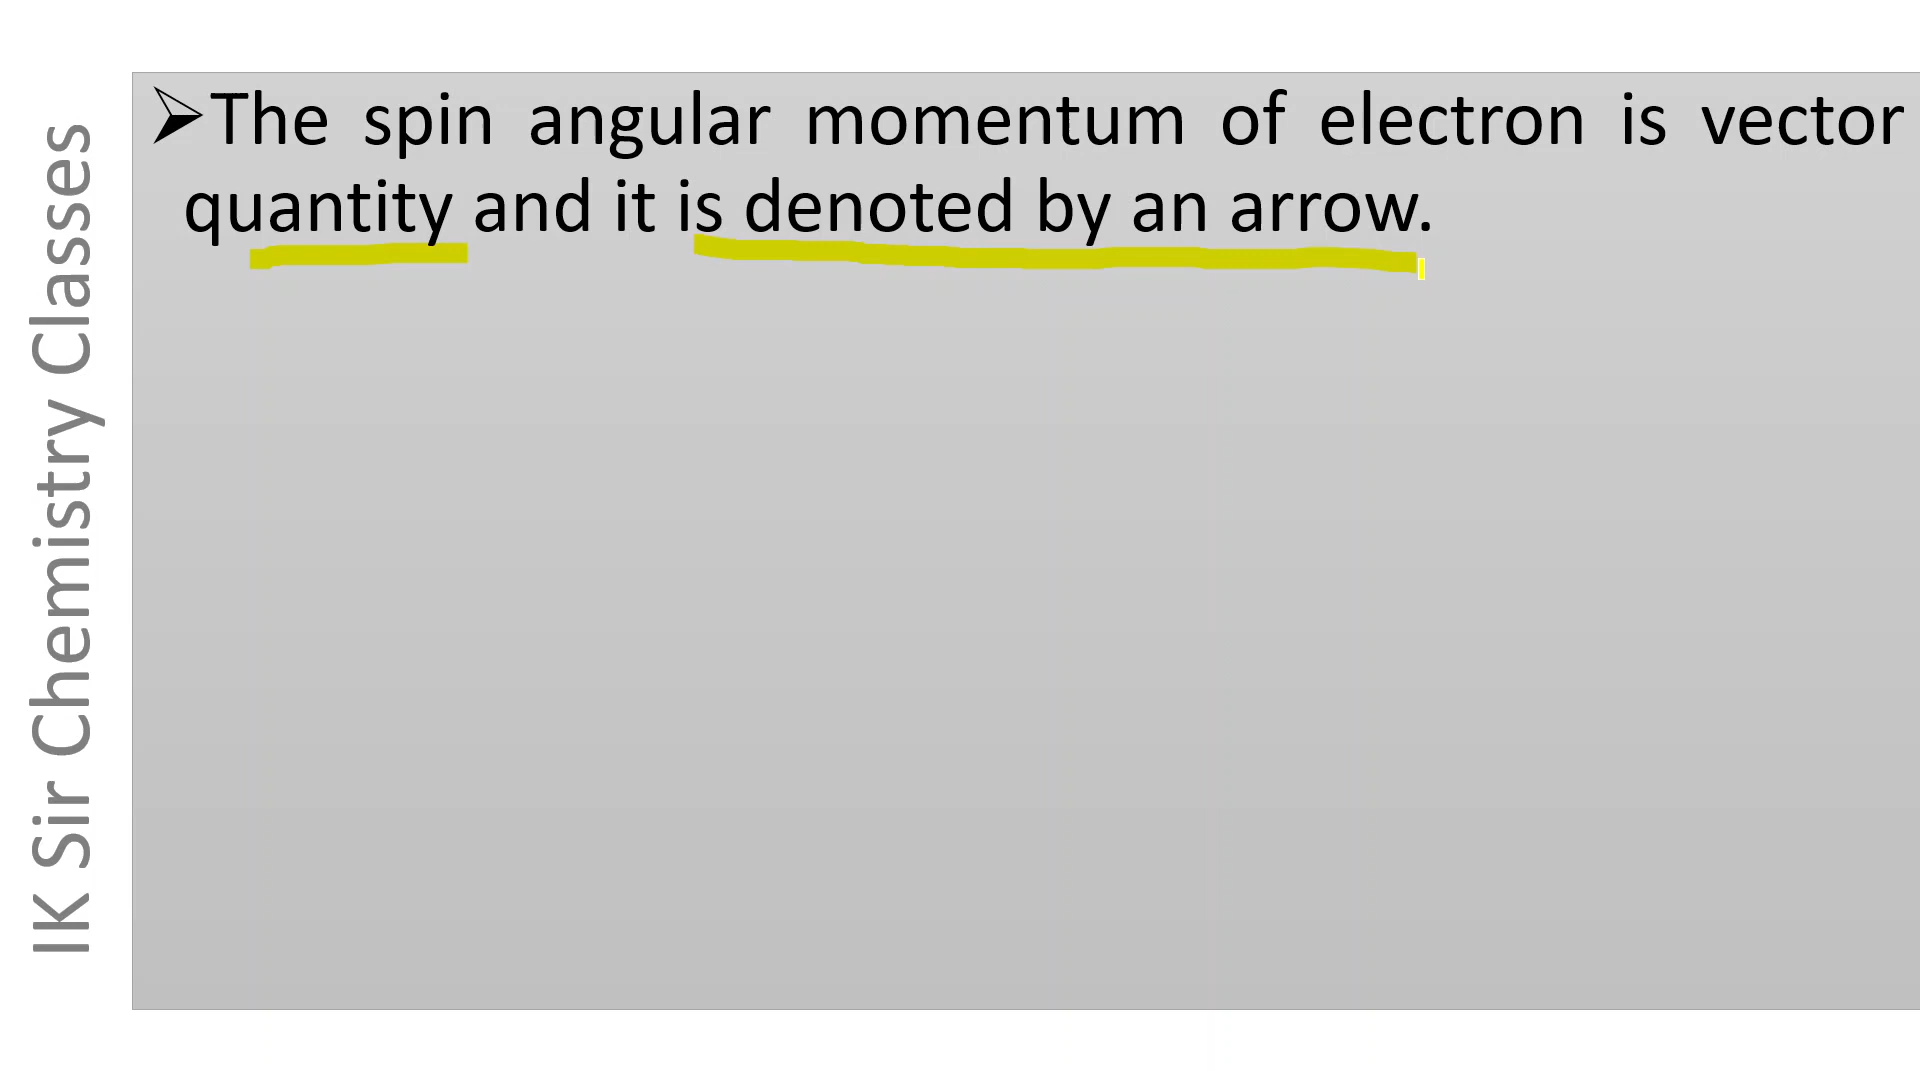 IK Sir Chemistry Classes
➢The spin angular momentum of electron is vector
quantity and it is denoted by an arrow.